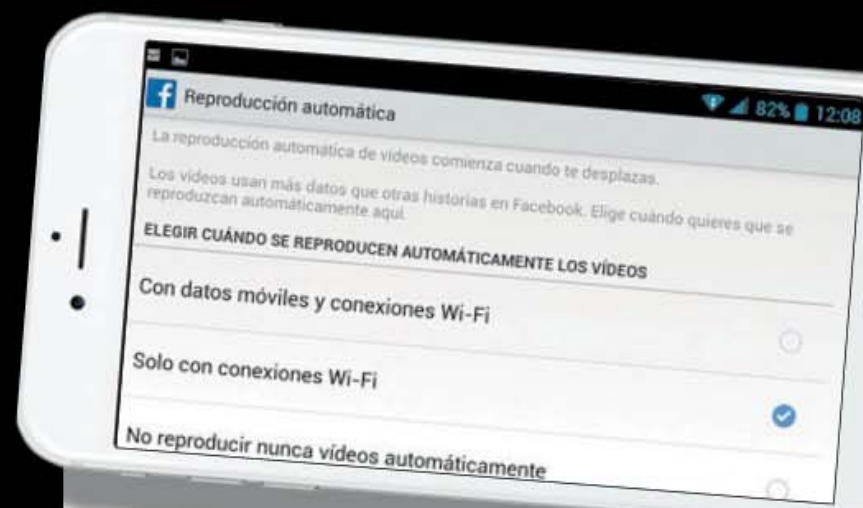 82% 12:08
f Reproducción automática
La reproducción automática de vídeos comienza cuando te desplazas.
Los vídeos usan más datos que otras historias en Facebook. Elige cuándo quieres que se
reproduzcan automáticamente aquí.
ELEGIR CUÁNDO SE REPRODUCEN AUTOMÁTICAMENTE LOS VÍDEOS
Con datos móviles y conexiones Wi-Fi
Solo con conexiones Wi-Fi
No reproducir nunca vídeos automáticamente